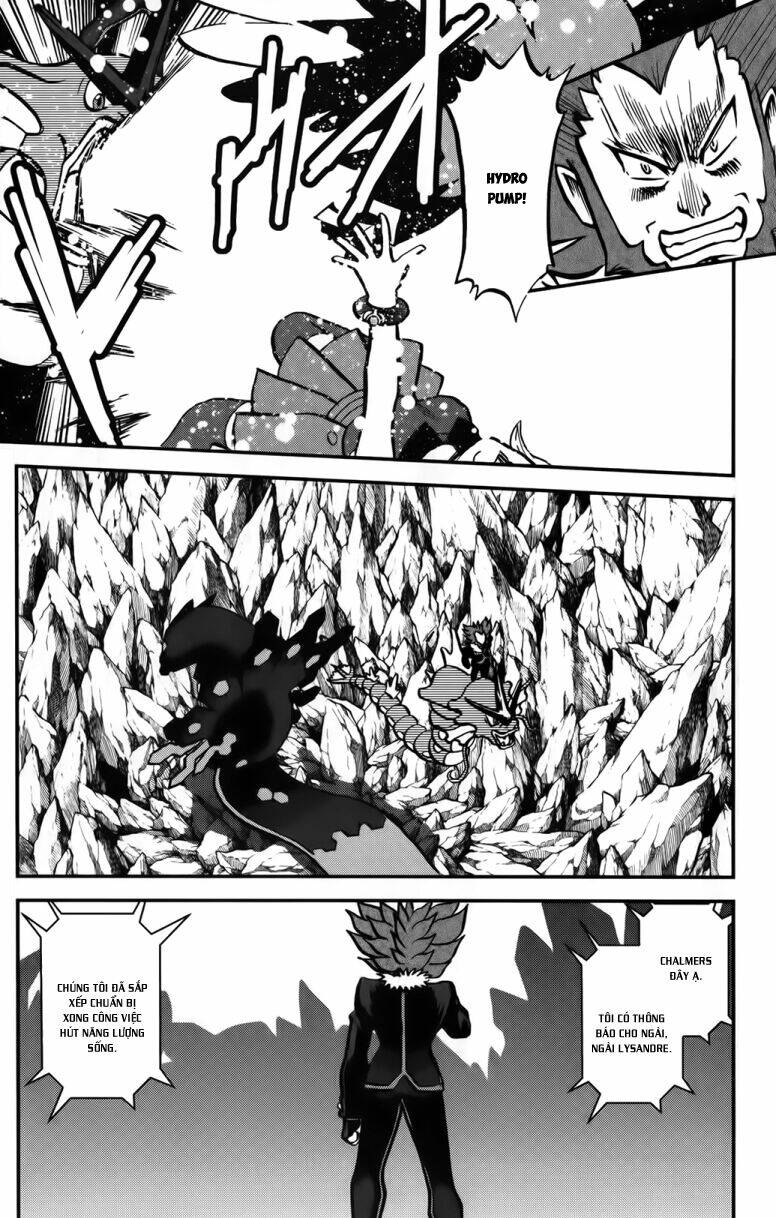 HYDRO
PUMP!
CHALMERS
ĐÂY Ạ.
TÔI CÓ THÔNG
BÁO CHO NGÀI,
NGÀI LYSANDRE.
CHÚNG TÔI ĐÃ SẮP
XẾP CHUẨN BỊ
XONG CÔNG VIỆC
HÚT NĂNG LƯỢNG
SỐNG.